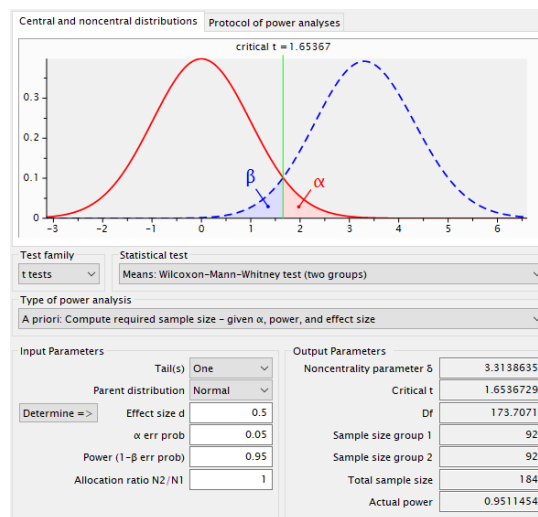 Central and noncentral distributions Protocol of power analyses
critical t = 1.65367
0.3
0.2
0.1
0
β
α
-3 -2 -1 0 1 2 3 4 5 6
Test family Statistical test
t tests Means: Wilcoxon-Mann-Whitney test (two groups)
Type of power analysis
A priori: Compute required sample size - given α, power, and effect size
Input Parameters Output Parameters
Tail(s) One Noncentrality parameter δ 3.3138635
Parent distribution Normal Critical t 1.6536729
Determine => Effect size d 0.5 Df 173.7071
α err prob 0.05 Sample size group 1 92
Power (1-β err prob) 0.95 Sample size group 2 92
Allocation ratio N2/N1 1 Total sample size 184
Actual power 0.9511454